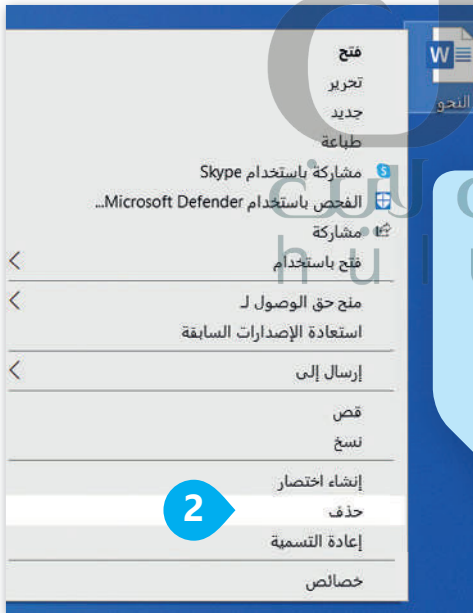 النحو
فتح
تحرير
جديد
طباعة
مشاركة باستخدام Skype
الفحص باستخدام Microsoft Defender...
مشاركة
فتح باستخدام
منح حق الوصول لـ
استعادة الإصدارات السابقة
إرسال إلى
قص
نسخ
إنشاء اختصار
حذف
2
إعادة التسمية
خصائص